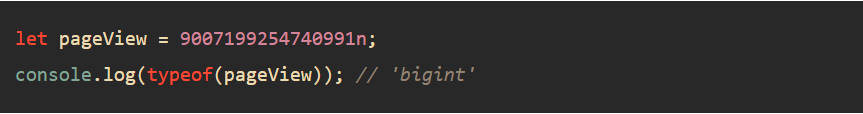 let pageView = 9007199254740991n;
console.log(typeof(pageView)); // 'bigint'